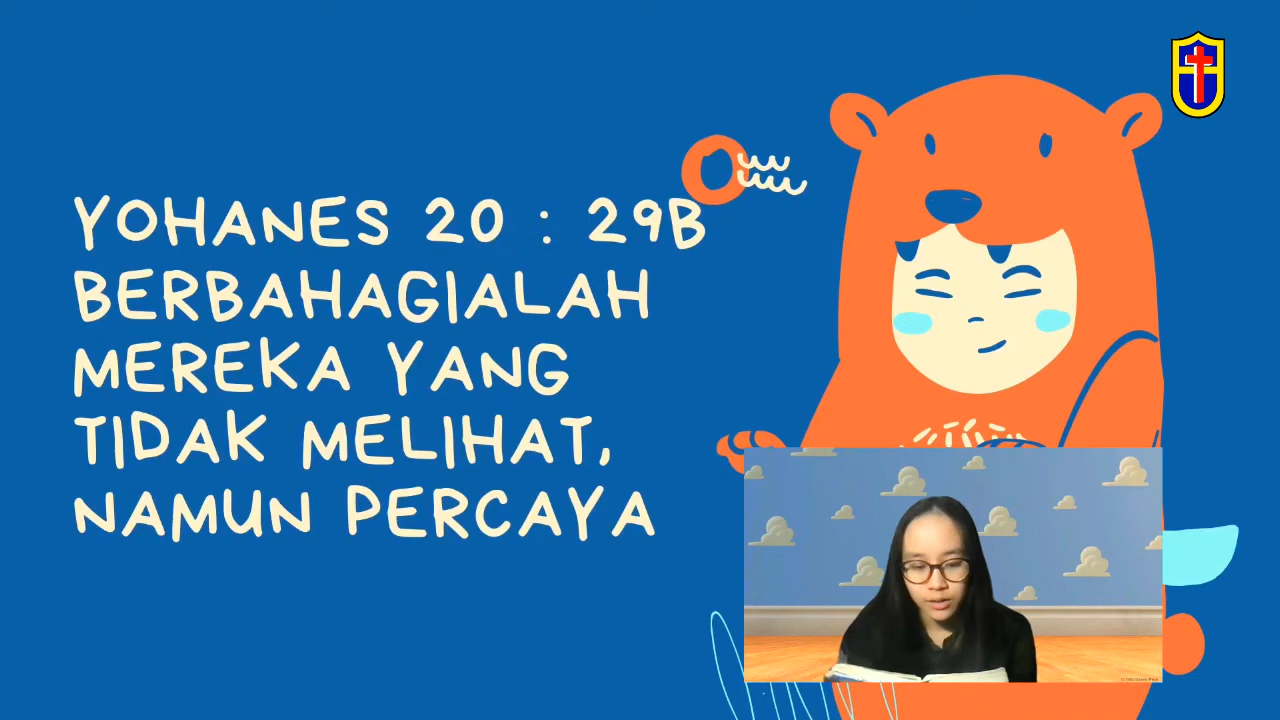 YOHANES 20 : 29B
BERBAHAGIALAH
MEREKA YANG
TIDAK MELIHAT,
NAMUN PERCAYA